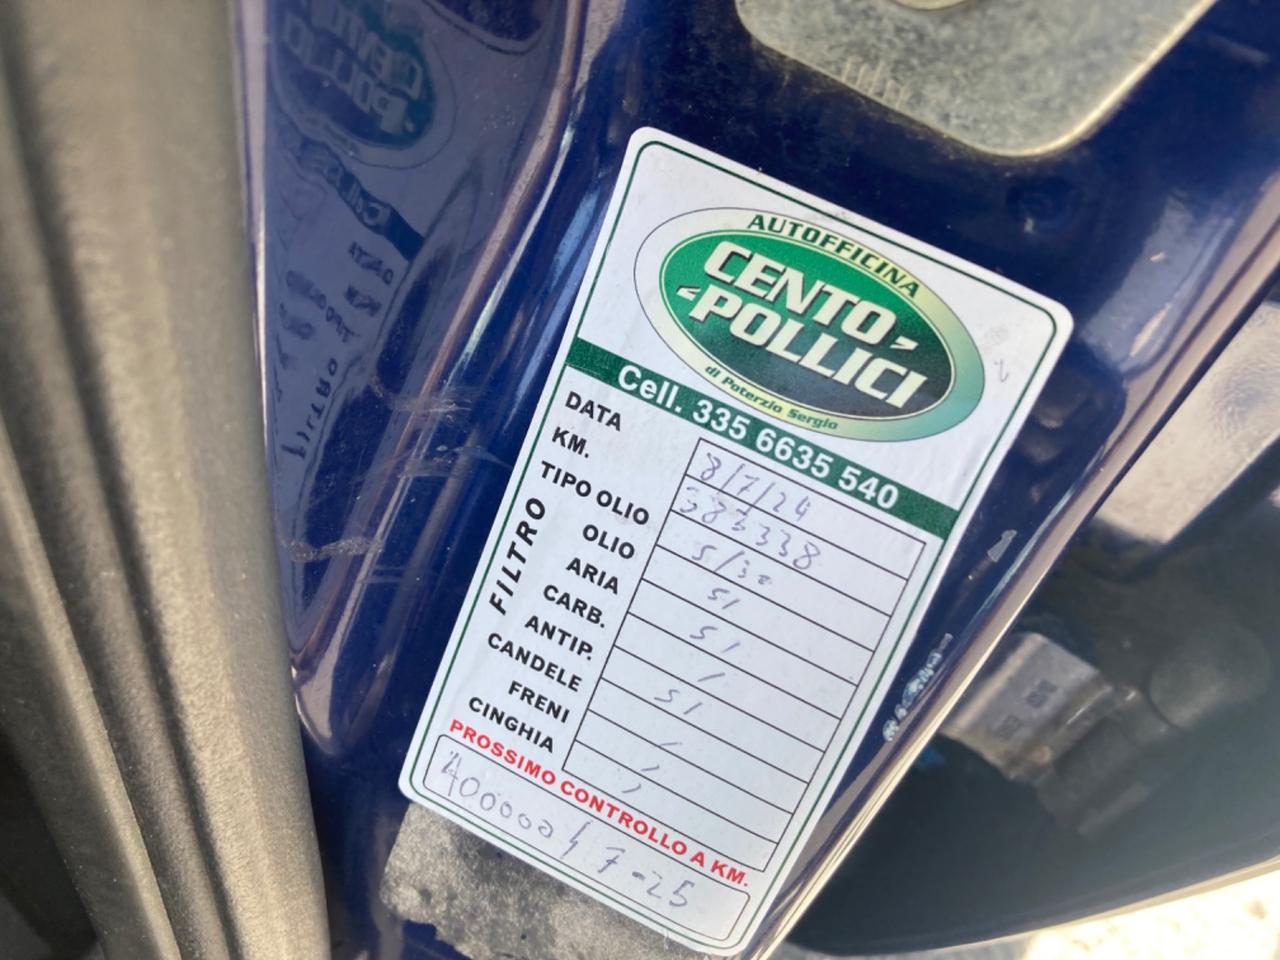 AUTOFFICINA
CENTO
POLLICI
di Poterzio Sergio
Cell. 335 6635 540
DATA 8/7/24
KM. 383338
TIPO OLIO 5/30
FILTRO
OLIO SI
ARIA SI
CARB. /
ANTIP. SI
CANDELE /
FRENI /
CINGHIA /
PROSSIMO CONTROLLO A KM.
400000 / 7-25